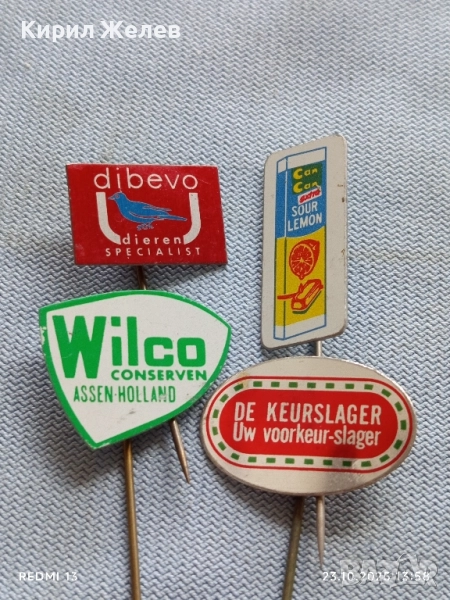 Кирил Желев
dibevo
dieren
SPECIALIST
Can
Can
SOUR
LEMON
Wilco
CONSERVEN
ASSEN-HOLLAND
DE KEURSLAGER
Uw voorkeur-slager
REDMI 13